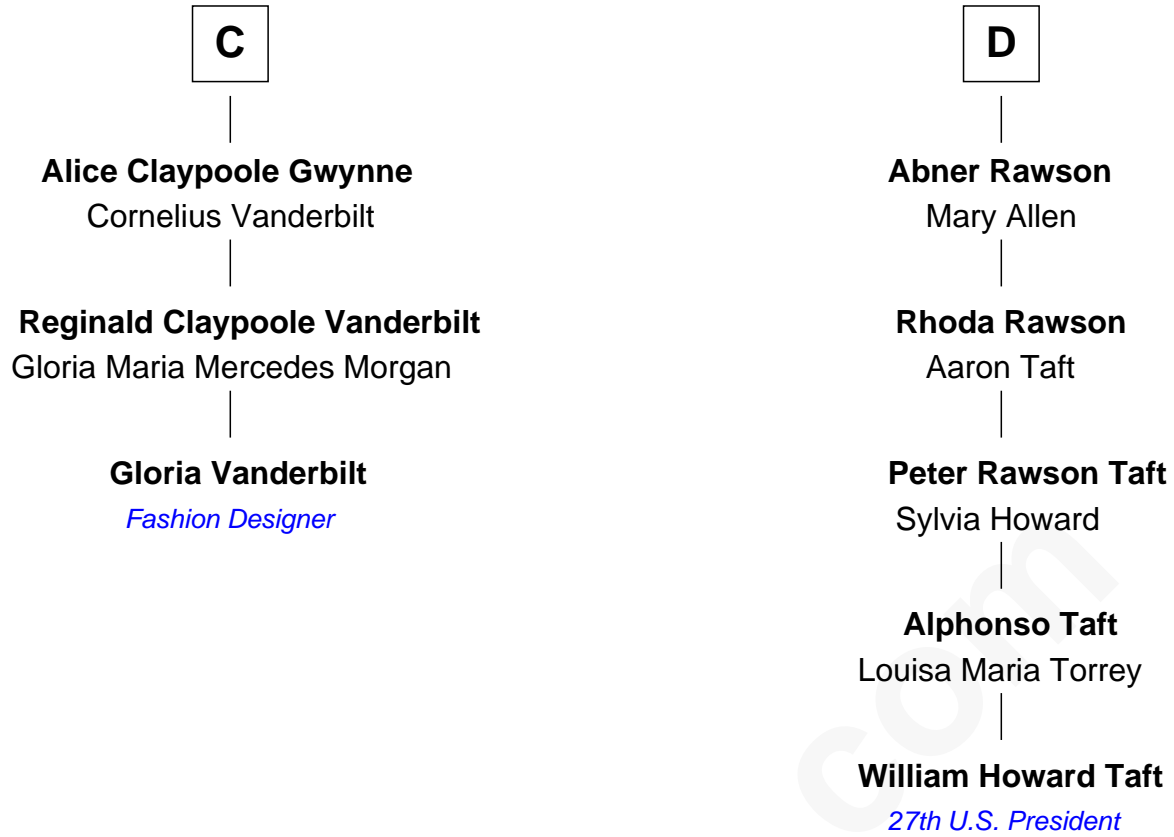 C
Alice Claypoole Gwynne
Cornelius Vanderbilt
Reginald Claypoole Vanderbilt
Gloria Maria Mercedes Morgan
Gloria Vanderbilt
Fashion Designer
D
Abner Rawson
Mary Allen
Rhoda Rawson
Aaron Taft
Peter Rawson Taft
Sylvia Howard
Alphonso Taft
Louisa Maria Torrey
William Howard Taft
27th U.S. President
com